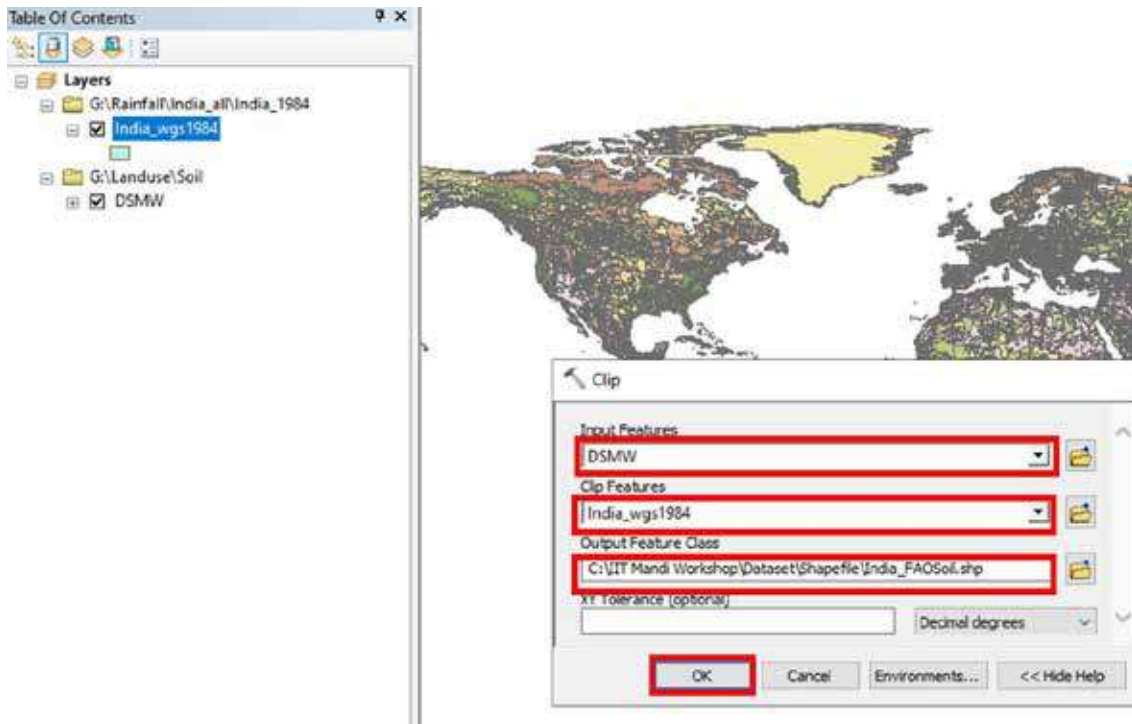 Table Of Contents
Layers
G:\Rainfall\India_all\India_1984
India_wgs1984
G:\Landuse\Soil
DSMW
Clip
Input Features
DSMW
Clip Features
India_wgs1984
Output Feature Class
C:\IIT Mandi Workshop\Dataset\Shapefile\India_FAOSoil.shp
XY Tolerance (optional)
Decimal degrees
OK
Cancel
Environments...
<< Hide Help